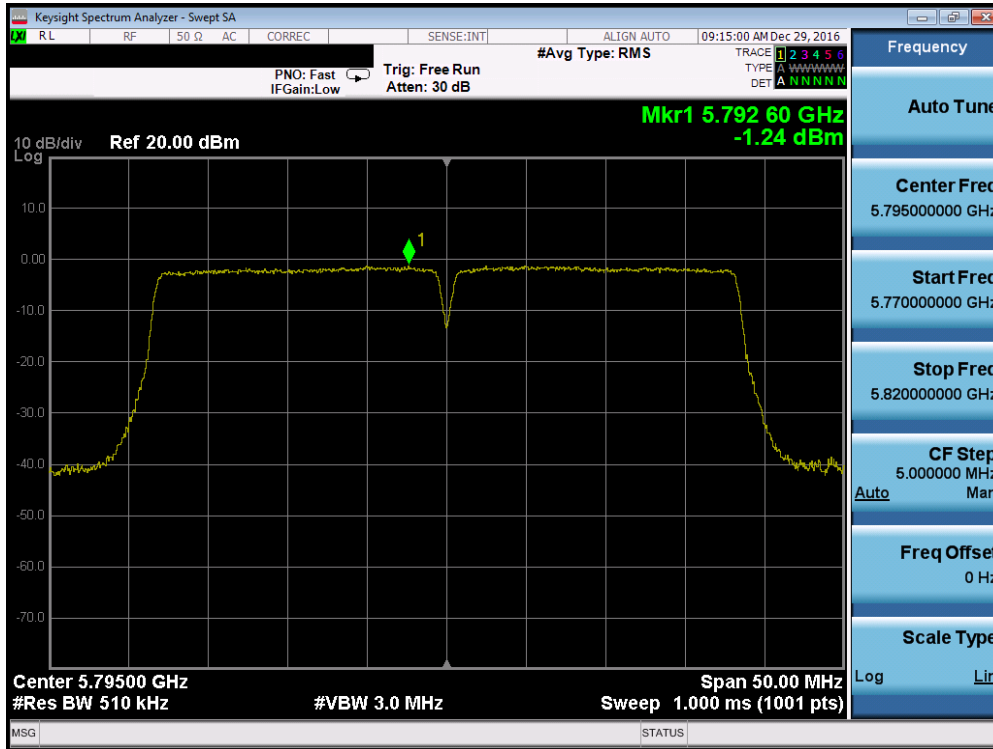 Keysight Spectrum Analyzer - Swept SA
LXI RL RF 50 Ω AC CORREC SENSE:INT ALIGN AUTO 09:15:00 AM Dec 29, 2016
#Avg Type: RMS TRACE 1 2 3 4 5 6
PNO: Fast Trig: Free Run TYPE A WWWWW
IFGain:Low Atten: 30 dB DET A N N N N N
Mkr1 5.792 60 GHz
-1.24 dBm
10 dB/div Ref 20.00 dBm
Log
10.0
1
0.00
-10.0
-20.0
-30.0
-40.0
-50.0
-60.0
-70.0
Center 5.79500 GHz Span 50.00 MHz
#Res BW 510 kHz #VBW 3.0 MHz Sweep 1.000 ms (1001 pts)
MSG STATUS
Frequency
Auto Tune
Center Freq
5.795000000 GHz
Start Freq
5.770000000 GHz
Stop Freq
5.820000000 GHz
CF Step
5.000000 MHz
Auto Man
Freq Offset
0 Hz
Scale Type
Log Lin